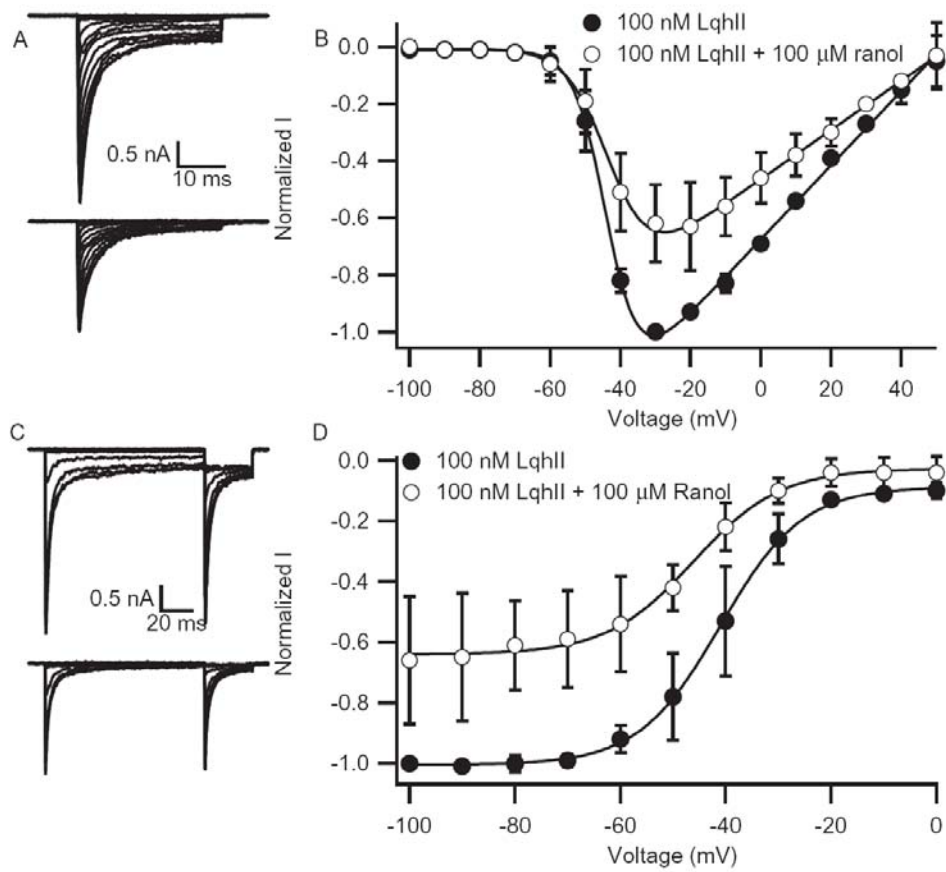 A
0.5 nA
10 ms
B
100 nM LqhII
100 nM LqhII + 100 μM ranol
Normalized I
0.0
-0.2
-0.4
-0.6
-0.8
-1.0
-100
-80
-60
-40
-20
0
20
40
Voltage (mV)
C
0.5 nA
20 ms
D
100 nM LqhII
100 nM LqhII + 100 μM Ranol
Normalized I
0.0
-0.2
-0.4
-0.6
-0.8
-1.0
-100
-80
-60
-40
-20
0
Voltage (mV)